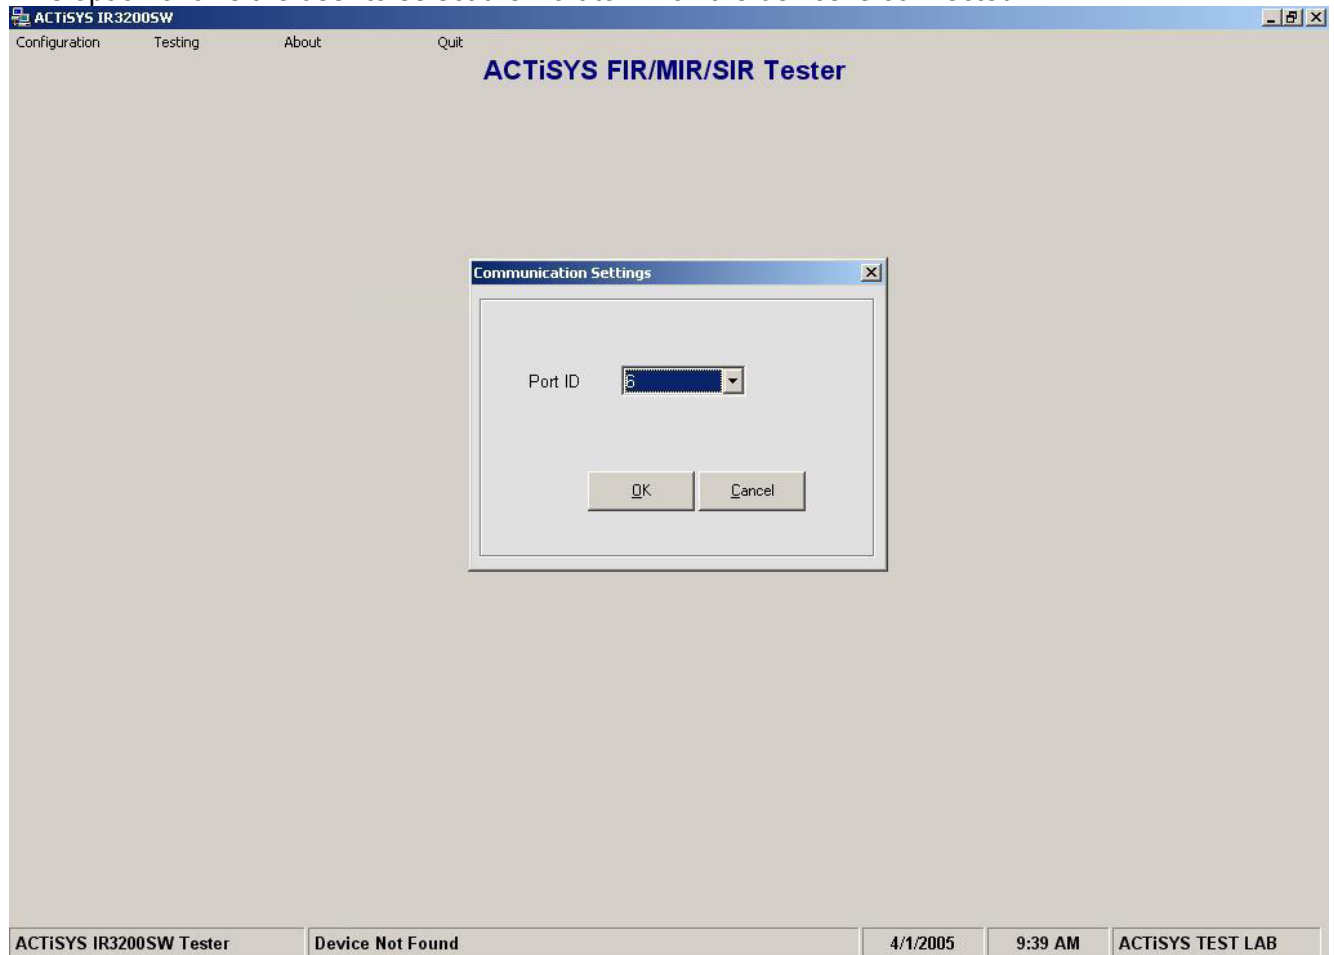 ACTiSYS IR3200SW
Configuration Testing About Quit
ACTiSYS FIR/MIR/SIR Tester
Communication Settings
Port ID 6
OK Cancel
ACTiSYS IR3200SW Tester Device Not Found 4/1/2005 9:39 AM ACTiSYS TEST LAB